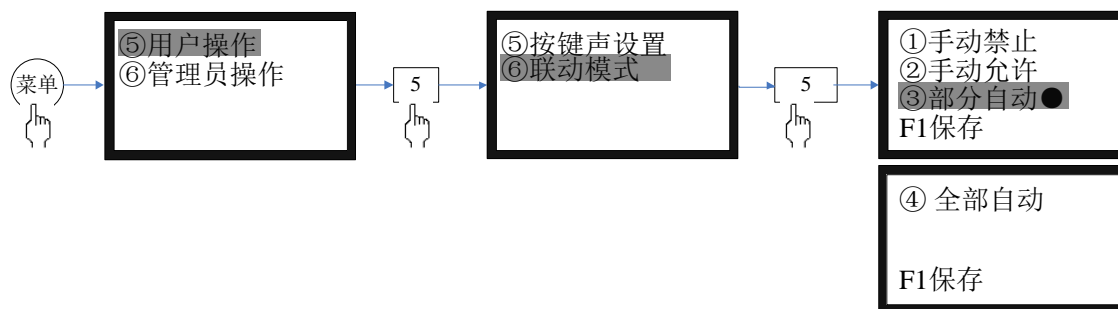 菜单
⑤用户操作
⑥管理员操作
5
⑤按键声设置
⑥联动模式
5
①手动禁止
②手动允许
③部分自动●
F1保存
④ 全部自动
F1保存